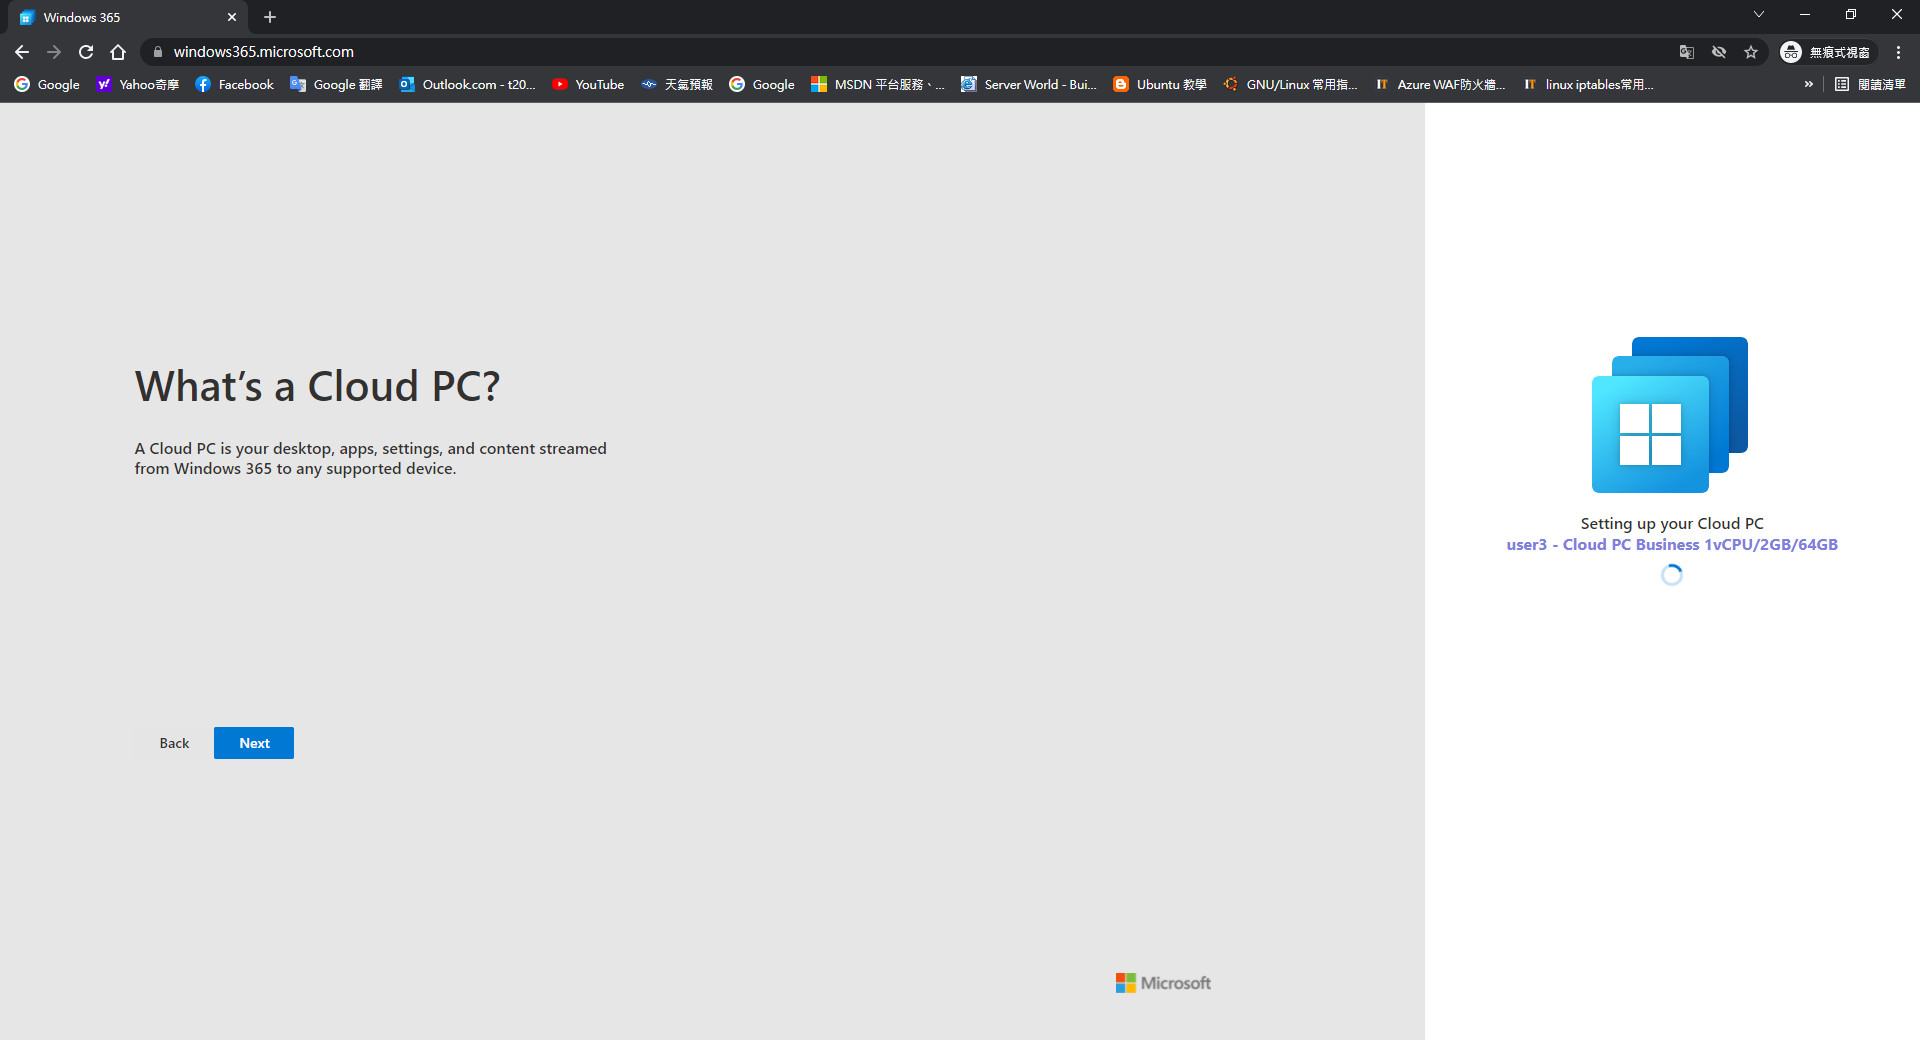 Windows 365
windows365.microsoft.com
無痕式視窗
Google
Yahoo奇摩
Facebook
Google 翻譯
Outlook.com - t20...
YouTube
天氣預報
Google
MSDN 平台服務、...
Server World - Bui...
Ubuntu 教學
GNU/Linux 常用指...
Azure WAF防火牆...
linux iptables常用...
»
閱讀清單
What's a Cloud PC?
A Cloud PC is your desktop, apps, settings, and content streamed
from Windows 365 to any supported device.
Back
Next
Microsoft
Setting up your Cloud PC
user3 - Cloud PC Business 1vCPU/2GB/64GB